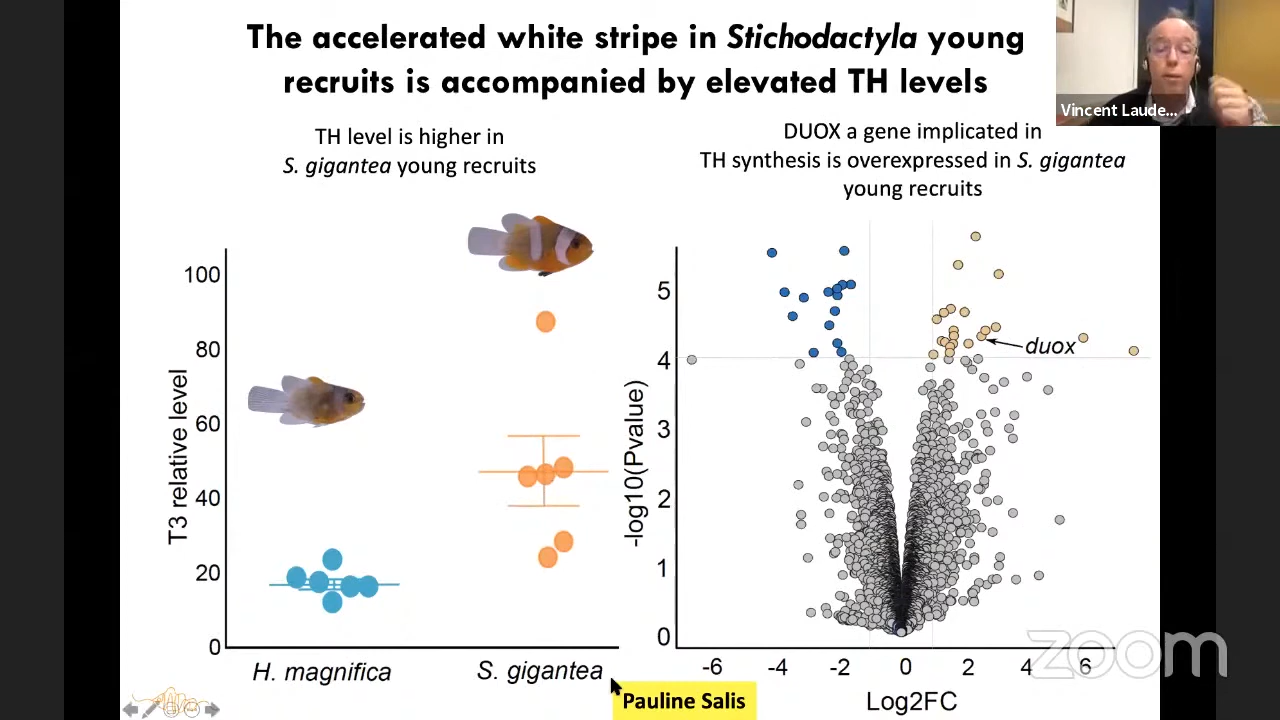 The accelerated white stripe in Stichodactyla young
recruits is accompanied by elevated TH levels
Vincent Laude...
TH level is higher in
S. gigantea young recruits
DUOX a gene implicated in
TH synthesis is overexpressed in S. gigantea
young recruits
T3 relative level
100
80
60
40
20
0
H. magnifica
S. gigantea
-log10(Pvalue)
5
4
3
2
1
0
duox
-6 -4 -2 0 2 4 6
Log2FC
Pauline Salis
zoom